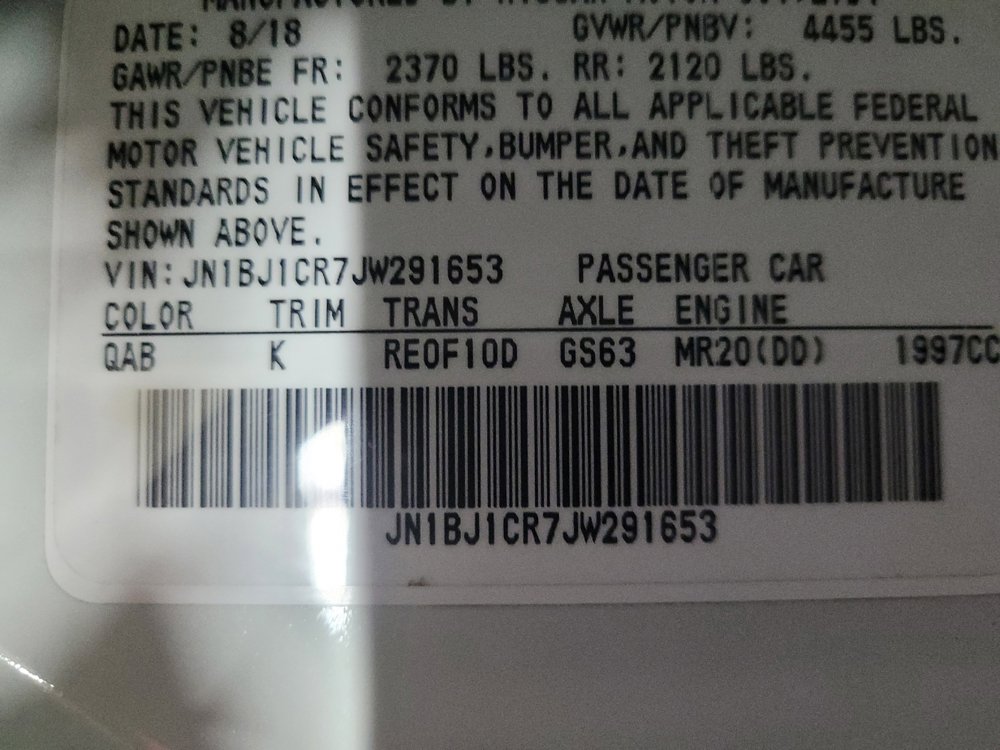 DATE: 8/18 GVWR/PNBV: 4455 LBS.
GAWR/PNBE FR: 2370 LBS. RR: 2120 LBS.
THIS VEHICLE CONFORMS TO ALL APPLICABLE FEDERAL
MOTOR VEHICLE SAFETY,BUMPER,AND THEFT PREVENTION
STANDARDS IN EFFECT ON THE DATE OF MANUFACTURE
SHOWN ABOVE.
VIN:JN1BJ1CR7JW291653 PASSENGER CAR
COLOR TRIM TRANS AXLE ENGINE
QAB K RE0F10D GS63 MR20(DD) 1997CC
JN1BJ1CR7JW291653